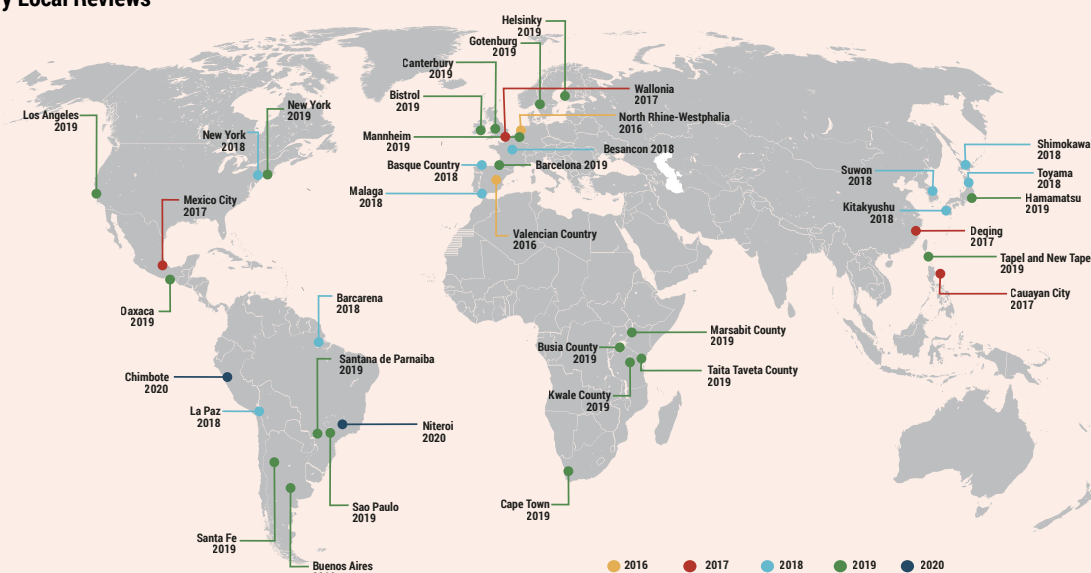 y Local Reviews
Helsinky
2019
Gotenburg
2019
Canterbury
2019
Bistrol
2019
Mannheim
2019
Basque Country
2018
Malaga
2018
Wallonia
2017
North Rhine-Westphalia
2016
Besancon 2018
Barcelona 2019
Valencian Country
2016
Los Angeles
2019
New York
2018
New York
2019
Mexico City
2017
Oaxaca
2019
Barcarena
2018
Santana de Parnaiba
2019
Chimbote
2020
La Paz
2018
Niteroi
2020
Sao Paulo
2019
Santa Fe
2019
Buenos Aires
Marsabit County
2019
Busia County
2019
Taita Taveta County
2019
Kwale County
2019
Cape Town
2019
Shimokawa
2018
Toyama
2018
Suwon
2018
Hamamatsu
2019
Kitakyushu
2018
Deqing
2017
Tapel and New Tape
2019
Cauayan City
2017
2016
2017
2018
2019
2020